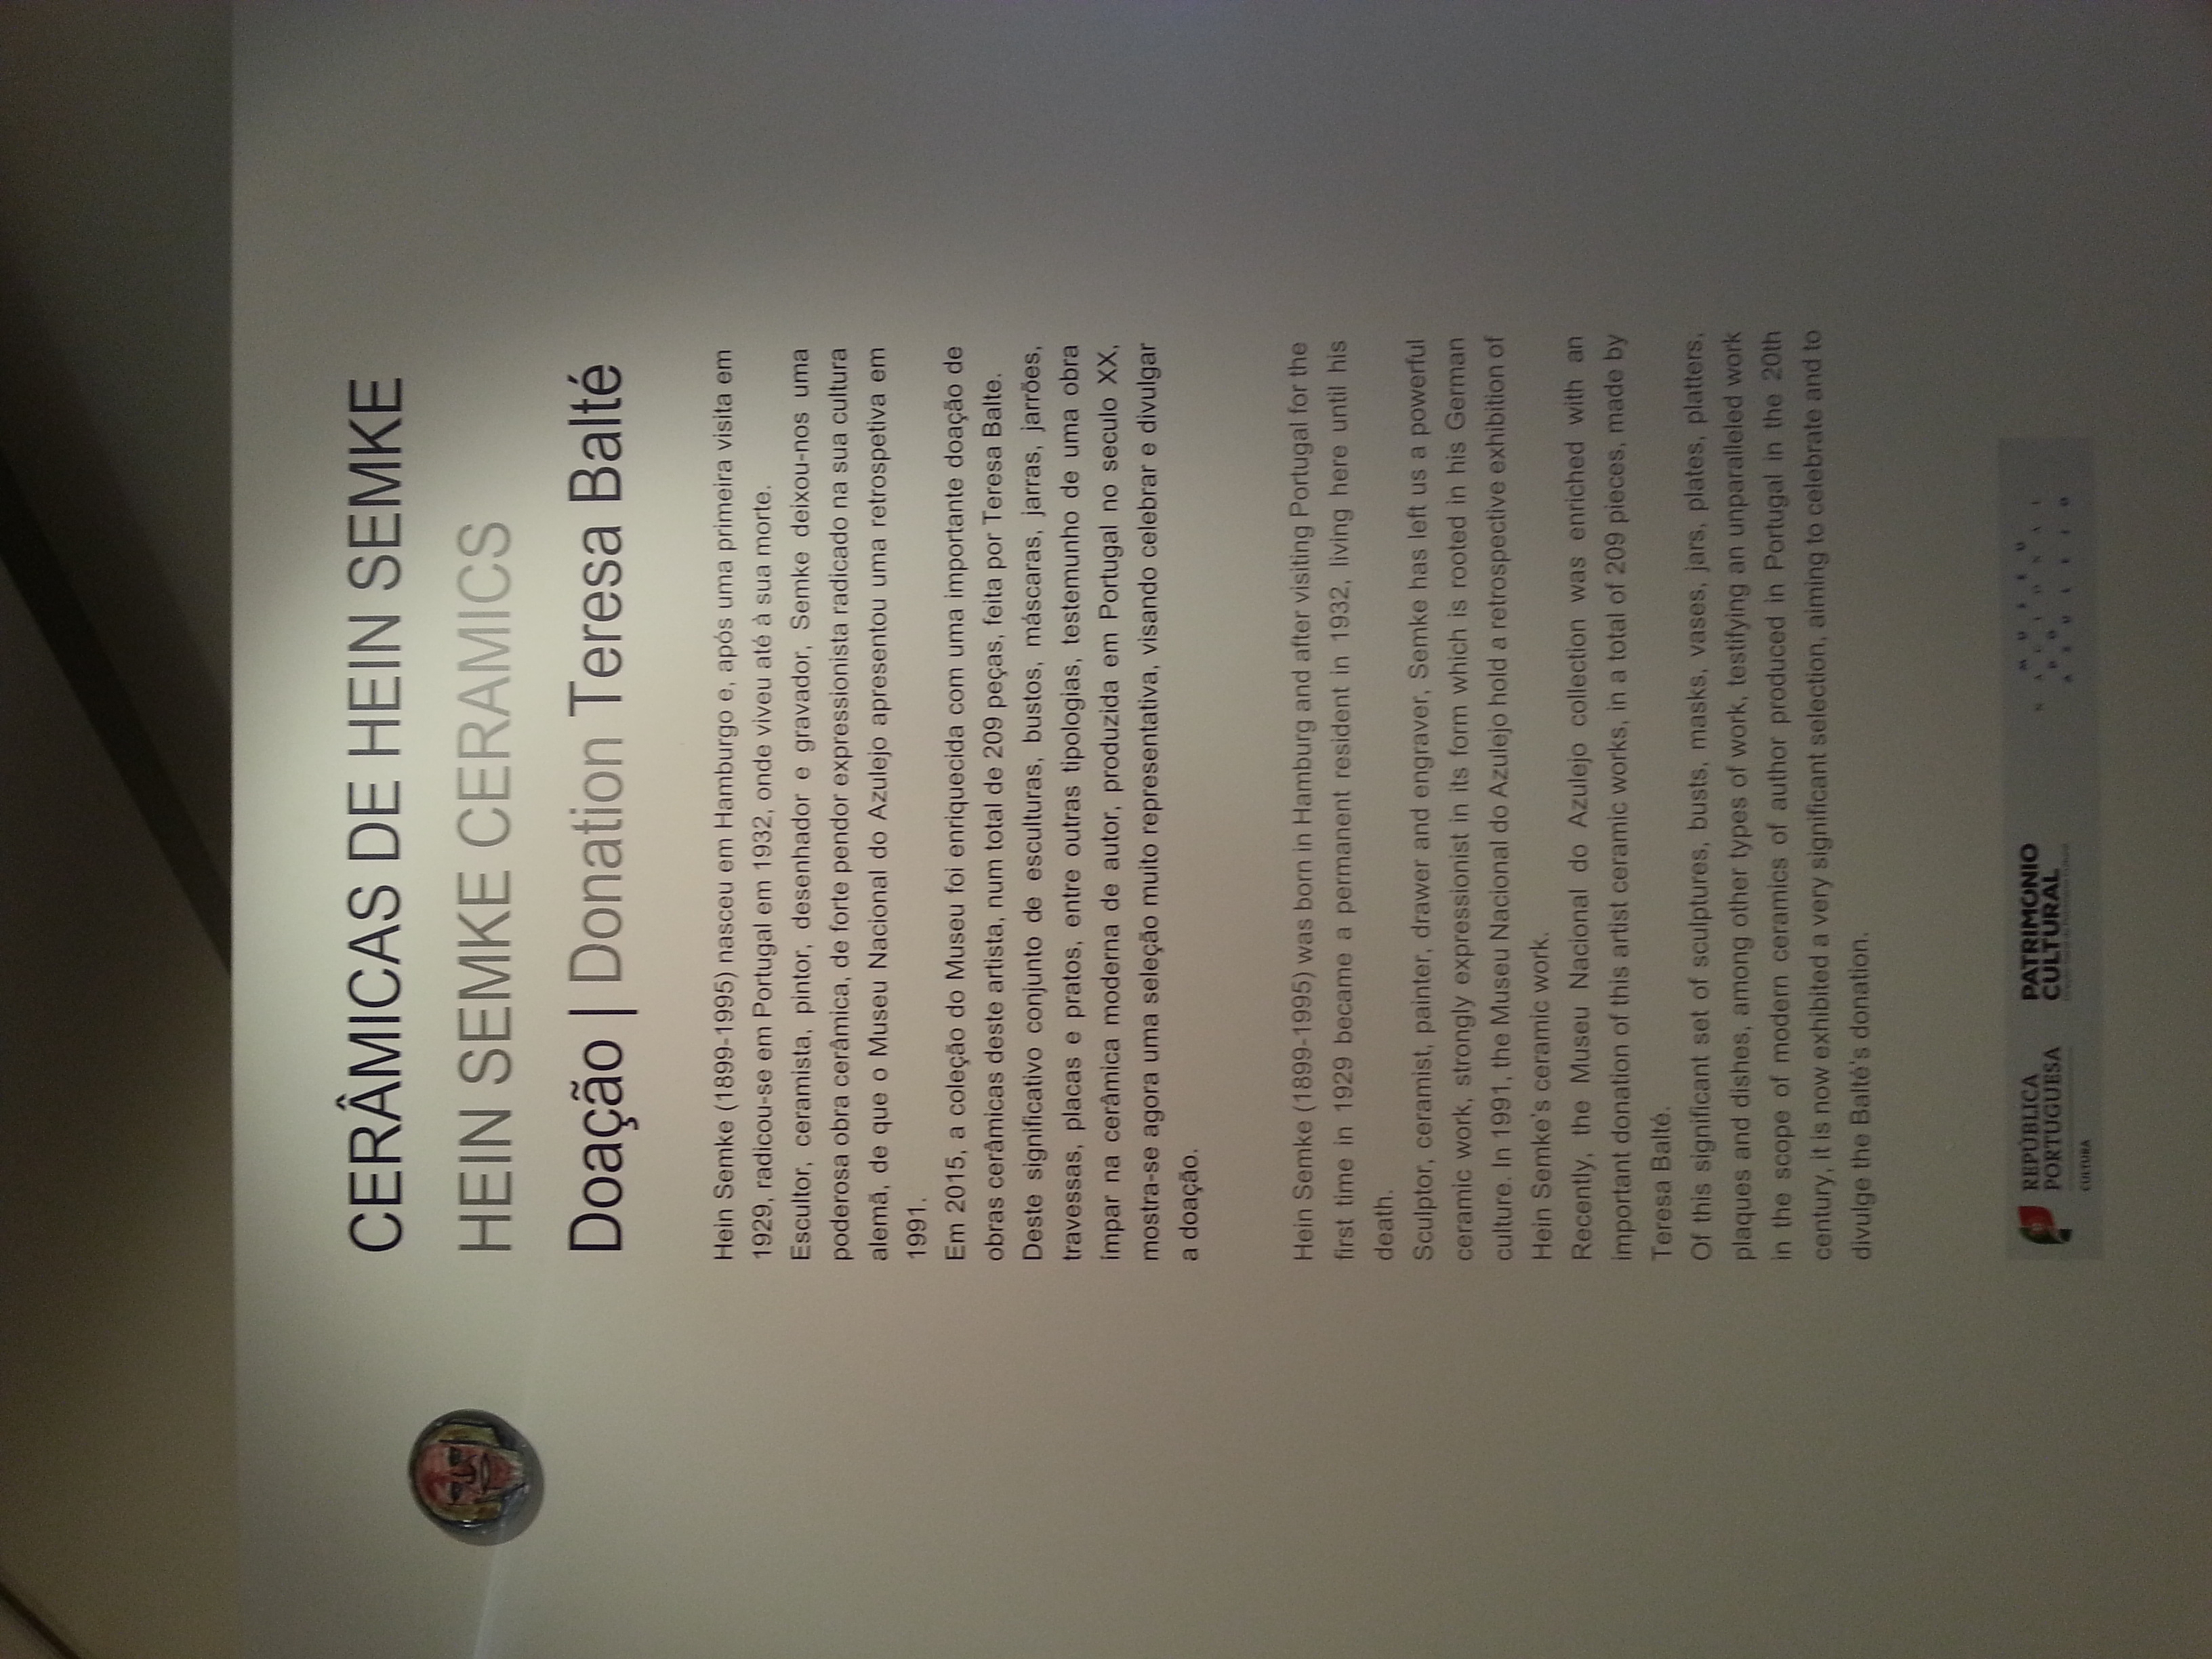 CERÂMICAS DE HEIN SEMKE
HEIN SEMKE CERAMICS
Doação | Donation Teresa Balté
Hein Semke (1899-1995) nasceu em Hamburgo e, após uma primeira visita em
1929, radicou-se em Portugal em 1932, onde viveu até à sua morte.
Escultor, ceramista, pintor, desenhador e gravador, Semke deixou-nos uma
poderosa obra cerâmica, de forte pendor expressionista radicado na sua cultura
alemã, de que o Museu Nacional do Azulejo apresentou uma retrospetiva em
1991.
Em 2015, a coleção do Museu foi enriquecida com uma importante doação de
obras cerâmicas deste artista, num total de 209 peças, feita por Teresa Balte.
Deste significativo conjunto de esculturas, bustos, máscaras, jarras, jarrões,
travessas, placas e pratos, entre outras tipologias, testemunho de uma obra
ímpar na cerâmica moderna de autor, produzida em Portugal no seculo XX,
mostra-se agora uma seleção muito representativa, visando celebrar e divulgar
a doação.
Hein Semke (1899-1995) was born in Hamburg and after visiting Portugal for the
first time in 1929 became a permanent resident in 1932, living here until his
death.
Sculptor, ceramist, painter, drawer and engraver, Semke has left us a powerful
ceramic work, strongly expressionist in its form which is rooted in his German
culture. In 1991, the Museu Nacional do Azulejo hold a retrospective exhibition of
Hein Semke's ceramic work.
Recently, the Museu Nacional do Azulejo collection was enriched with an
important donation of this artist ceramic works, in a total of 209 pieces, made by
Teresa Balté.
Of this significant set of sculptures, busts, masks, vases, jars, plates, platters,
plaques and dishes, among other types of work, testifying an unparalleled work
in the scope of modern ceramics of author produced in Portugal in the 20th
century, it is now exhibited a very significant selection, aiming to celebrate and to
divulge the Balté's donation.
REPÚBLICA
PORTUGUESA
CULTURA
PATRIMÓNIO
CULTURAL
MUSEU
NACIONAL
DO
AZULEJO